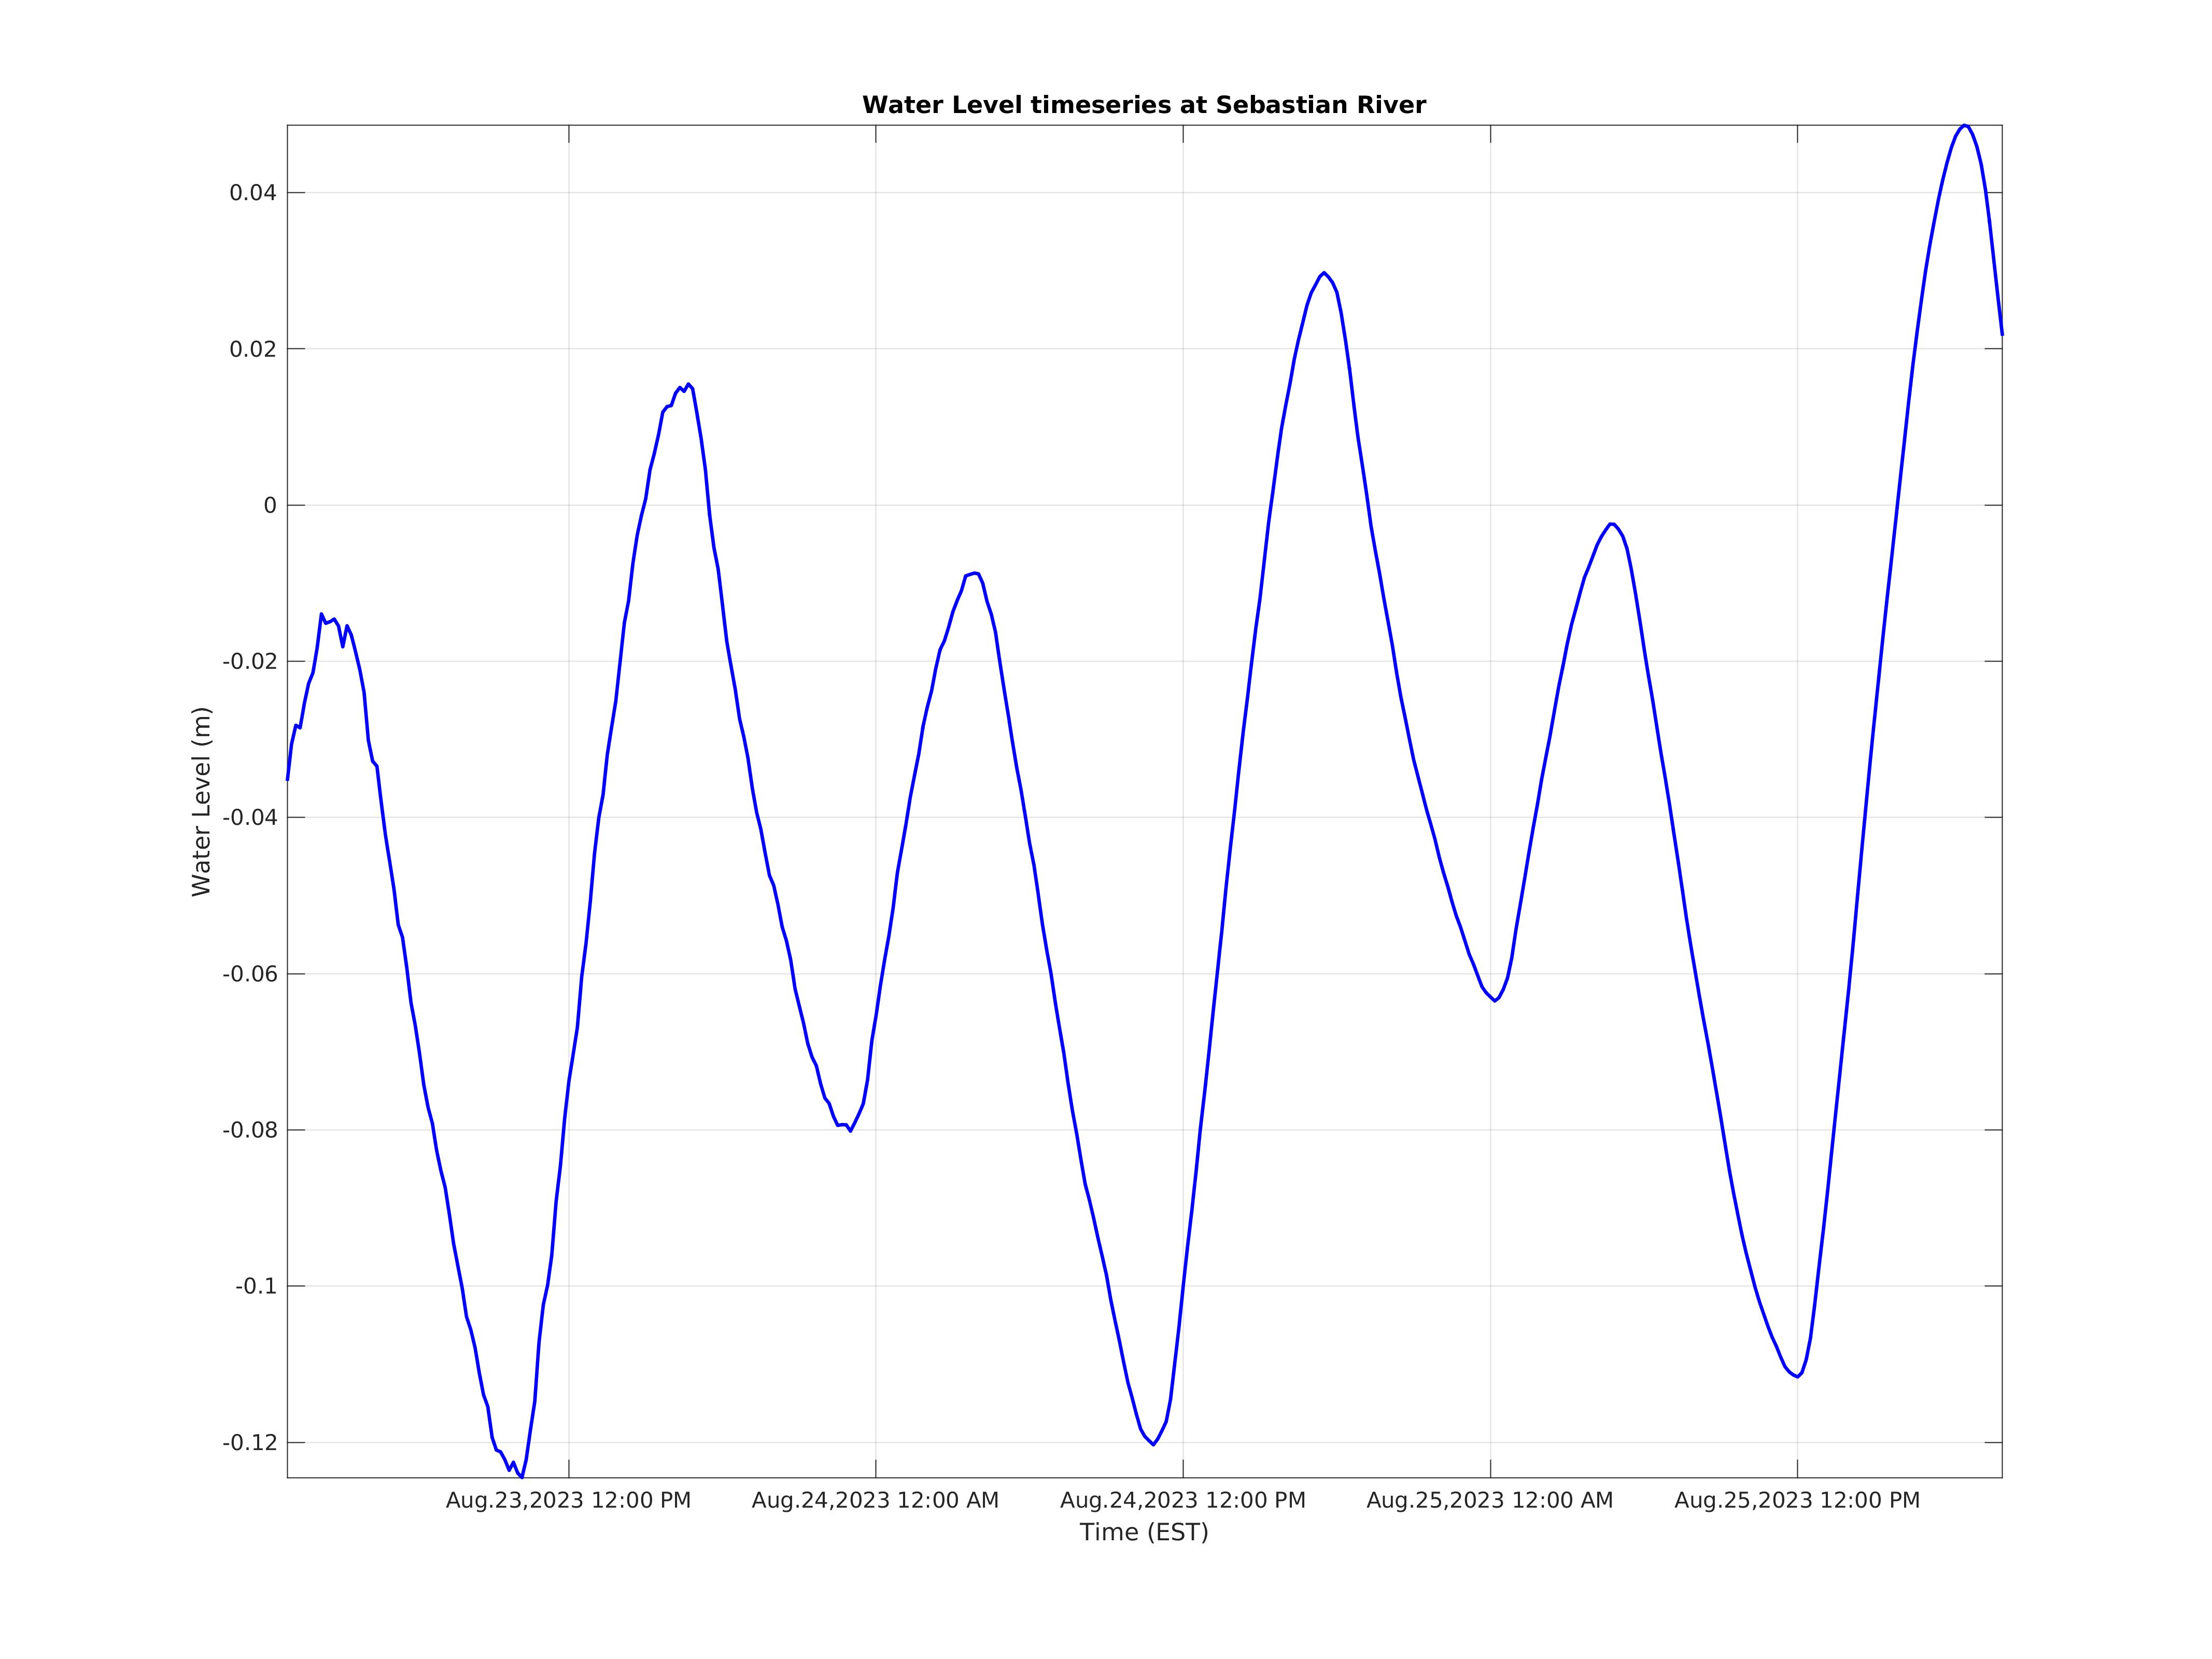 Water Level timeseries at Sebastian River
0.04
0.02
0
-0.02
-0.04
-0.06
-0.08
-0.1
-0.12
Water Level (m)
Aug.23,2023 12:00 PM Aug.24,2023 12:00 AM Aug.24,2023 12:00 PM Aug.25,2023 12:00 AM Aug.25,2023 12:00 PM
Time (EST)